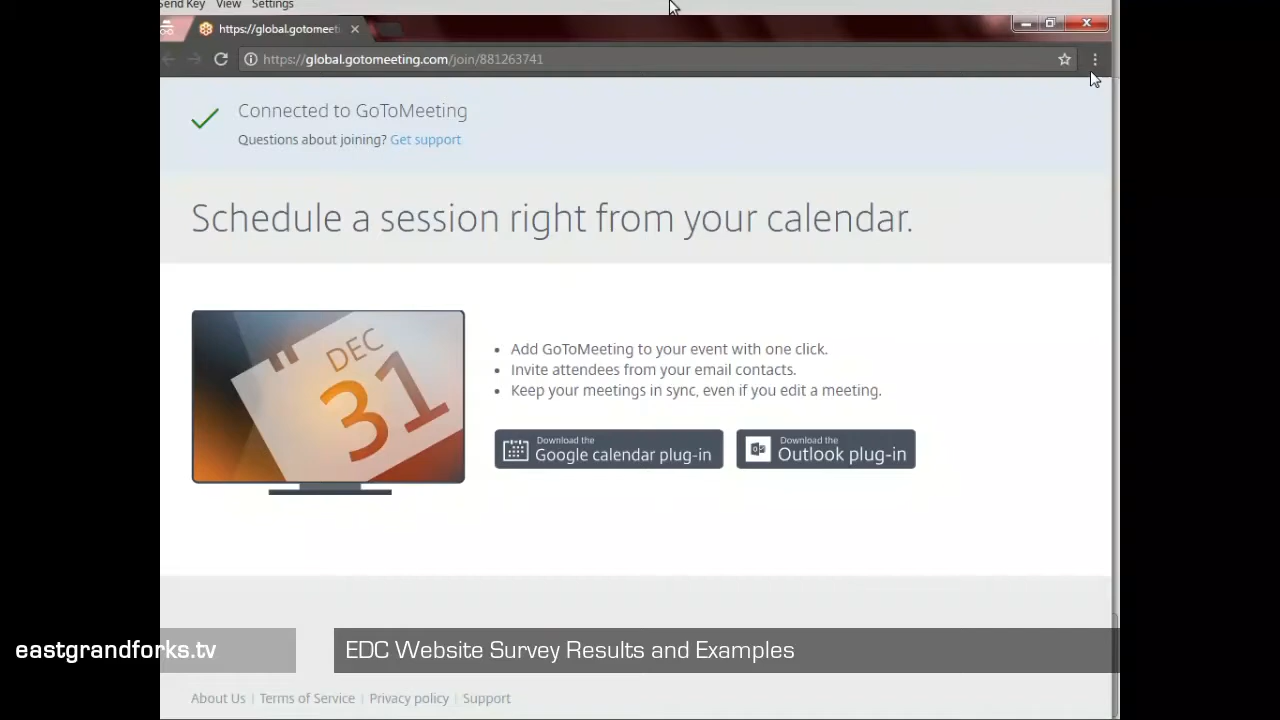 Send Key View Settings
https://global.gotomeeti
https://global.gotomeeting.com/join/881263741
Connected to GoToMeeting
Questions about joining? Get support
Schedule a session right from your calendar.
DEC
31
Add GoToMeeting to your event with one click.
Invite attendees from your email contacts.
Keep your meetings in sync, even if you edit a meeting.
Download the
Google calendar plug-in
Download the
Outlook plug-in
eastgrandforks.tv
EDC Website Survey Results and Examples
About Us | Terms of Service | Privacy policy | Support